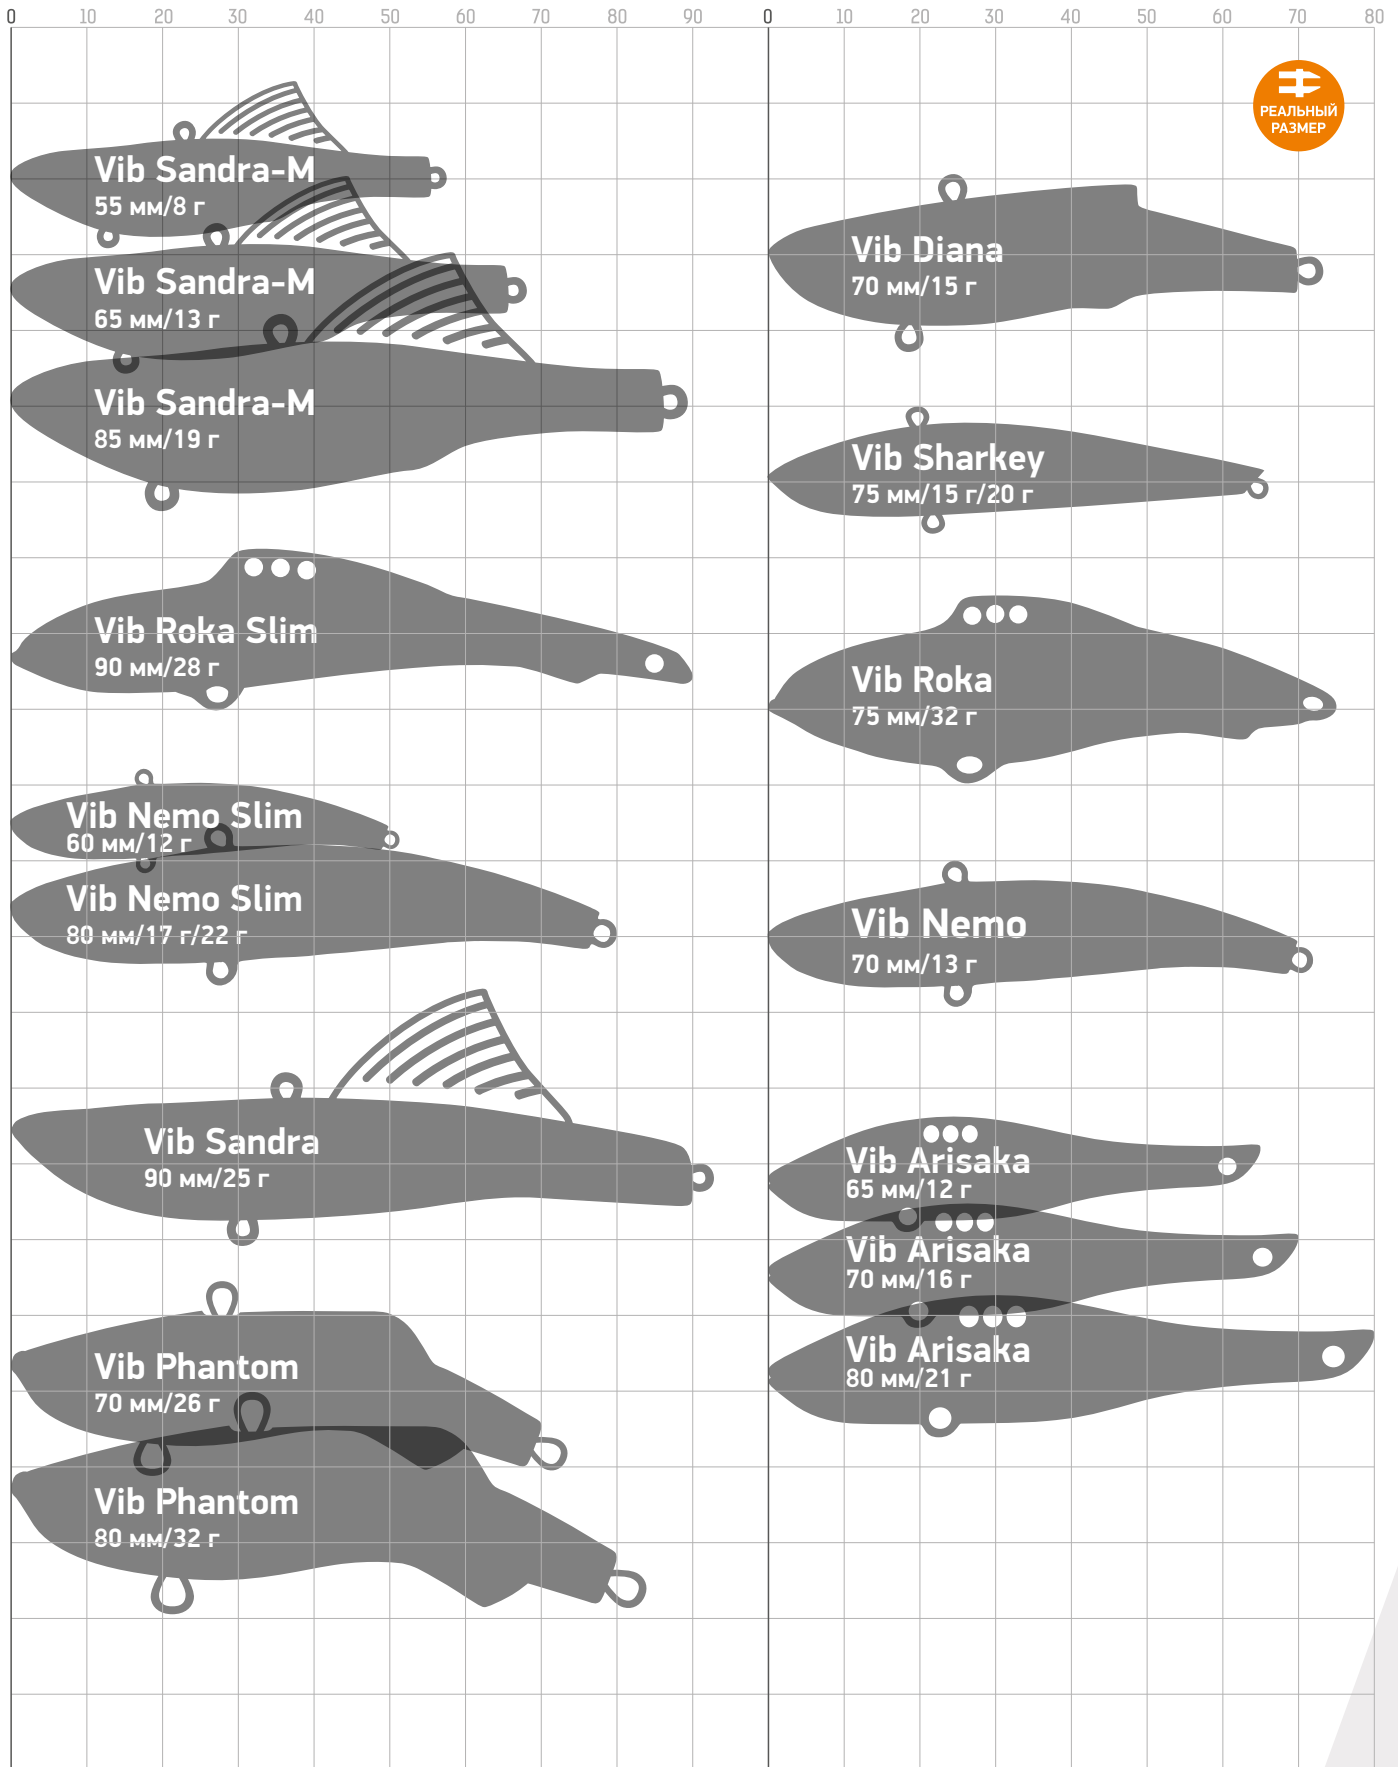 0 10 20 30 40 50 60 70 80 90
0 10 20 30 40 50 60 70 80
РЕАЛЬНЫЙ
РАЗМЕР
Vib Sandra-M
55 мм/8 г
Vib Sandra-M
65 мм/13 г
Vib Sandra-M
85 мм/19 г
Vib Roka Slim
90 мм/28 г
Vib Nemo Slim
60 мм/12 г
Vib Nemo Slim
80 мм/17 г/22 г
Vib Sandra
90 мм/25 г
Vib Phantom
70 мм/26 г
Vib Phantom
80 мм/32 г
Vib Diana
70 мм/15 г
Vib Sharkey
75 мм/15 г/20 г
Vib Roka
75 мм/32 г
Vib Nemo
70 мм/13 г
Vib Arisaka
65 мм/12 г
Vib Arisaka
70 мм/16 г
Vib Arisaka
80 мм/21 г